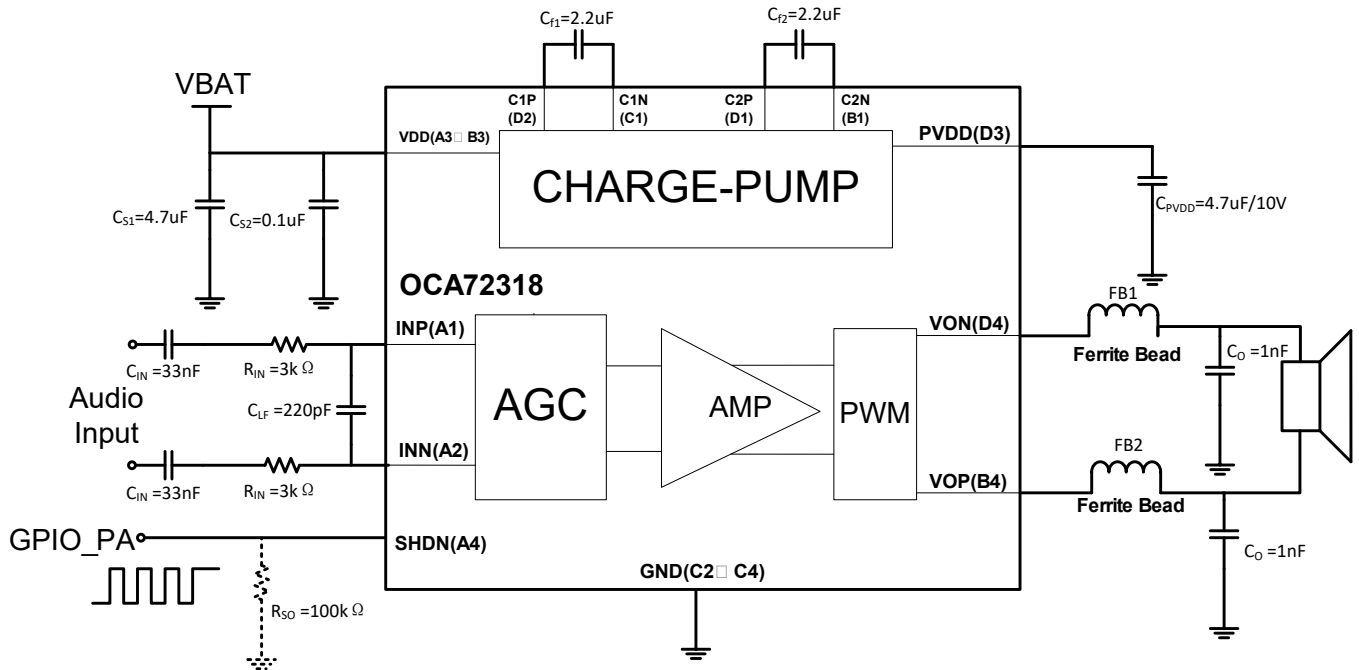 Cf1=2.2uF
Cf2=2.2uF
VBAT
C1P
(D2)
C1N
(C1)
C2P
(D1)
C2N
(B1)
VDD(A3□ B3)
PVDD(D3)
CHARGE-PUMP
CS1=4.7uF
CS2=0.1uF
CPVDD=4.7uF/10V
OCA72318
INP(A1)
VON(D4)
FB1
Ferrite Bead
CO=1nF
CIN =33nF
RIN =3k Ω
Audio
Input
CLF =220pF
AGC
AMP
PWM
INN(A2)
VOP(B4)
FB2
Ferrite Bead
CIN =33nF
RIN =3k Ω
GPIO_PA
SHDN(A4)
GND(C2□ C4)
CO =1nF
RSO =100k Ω